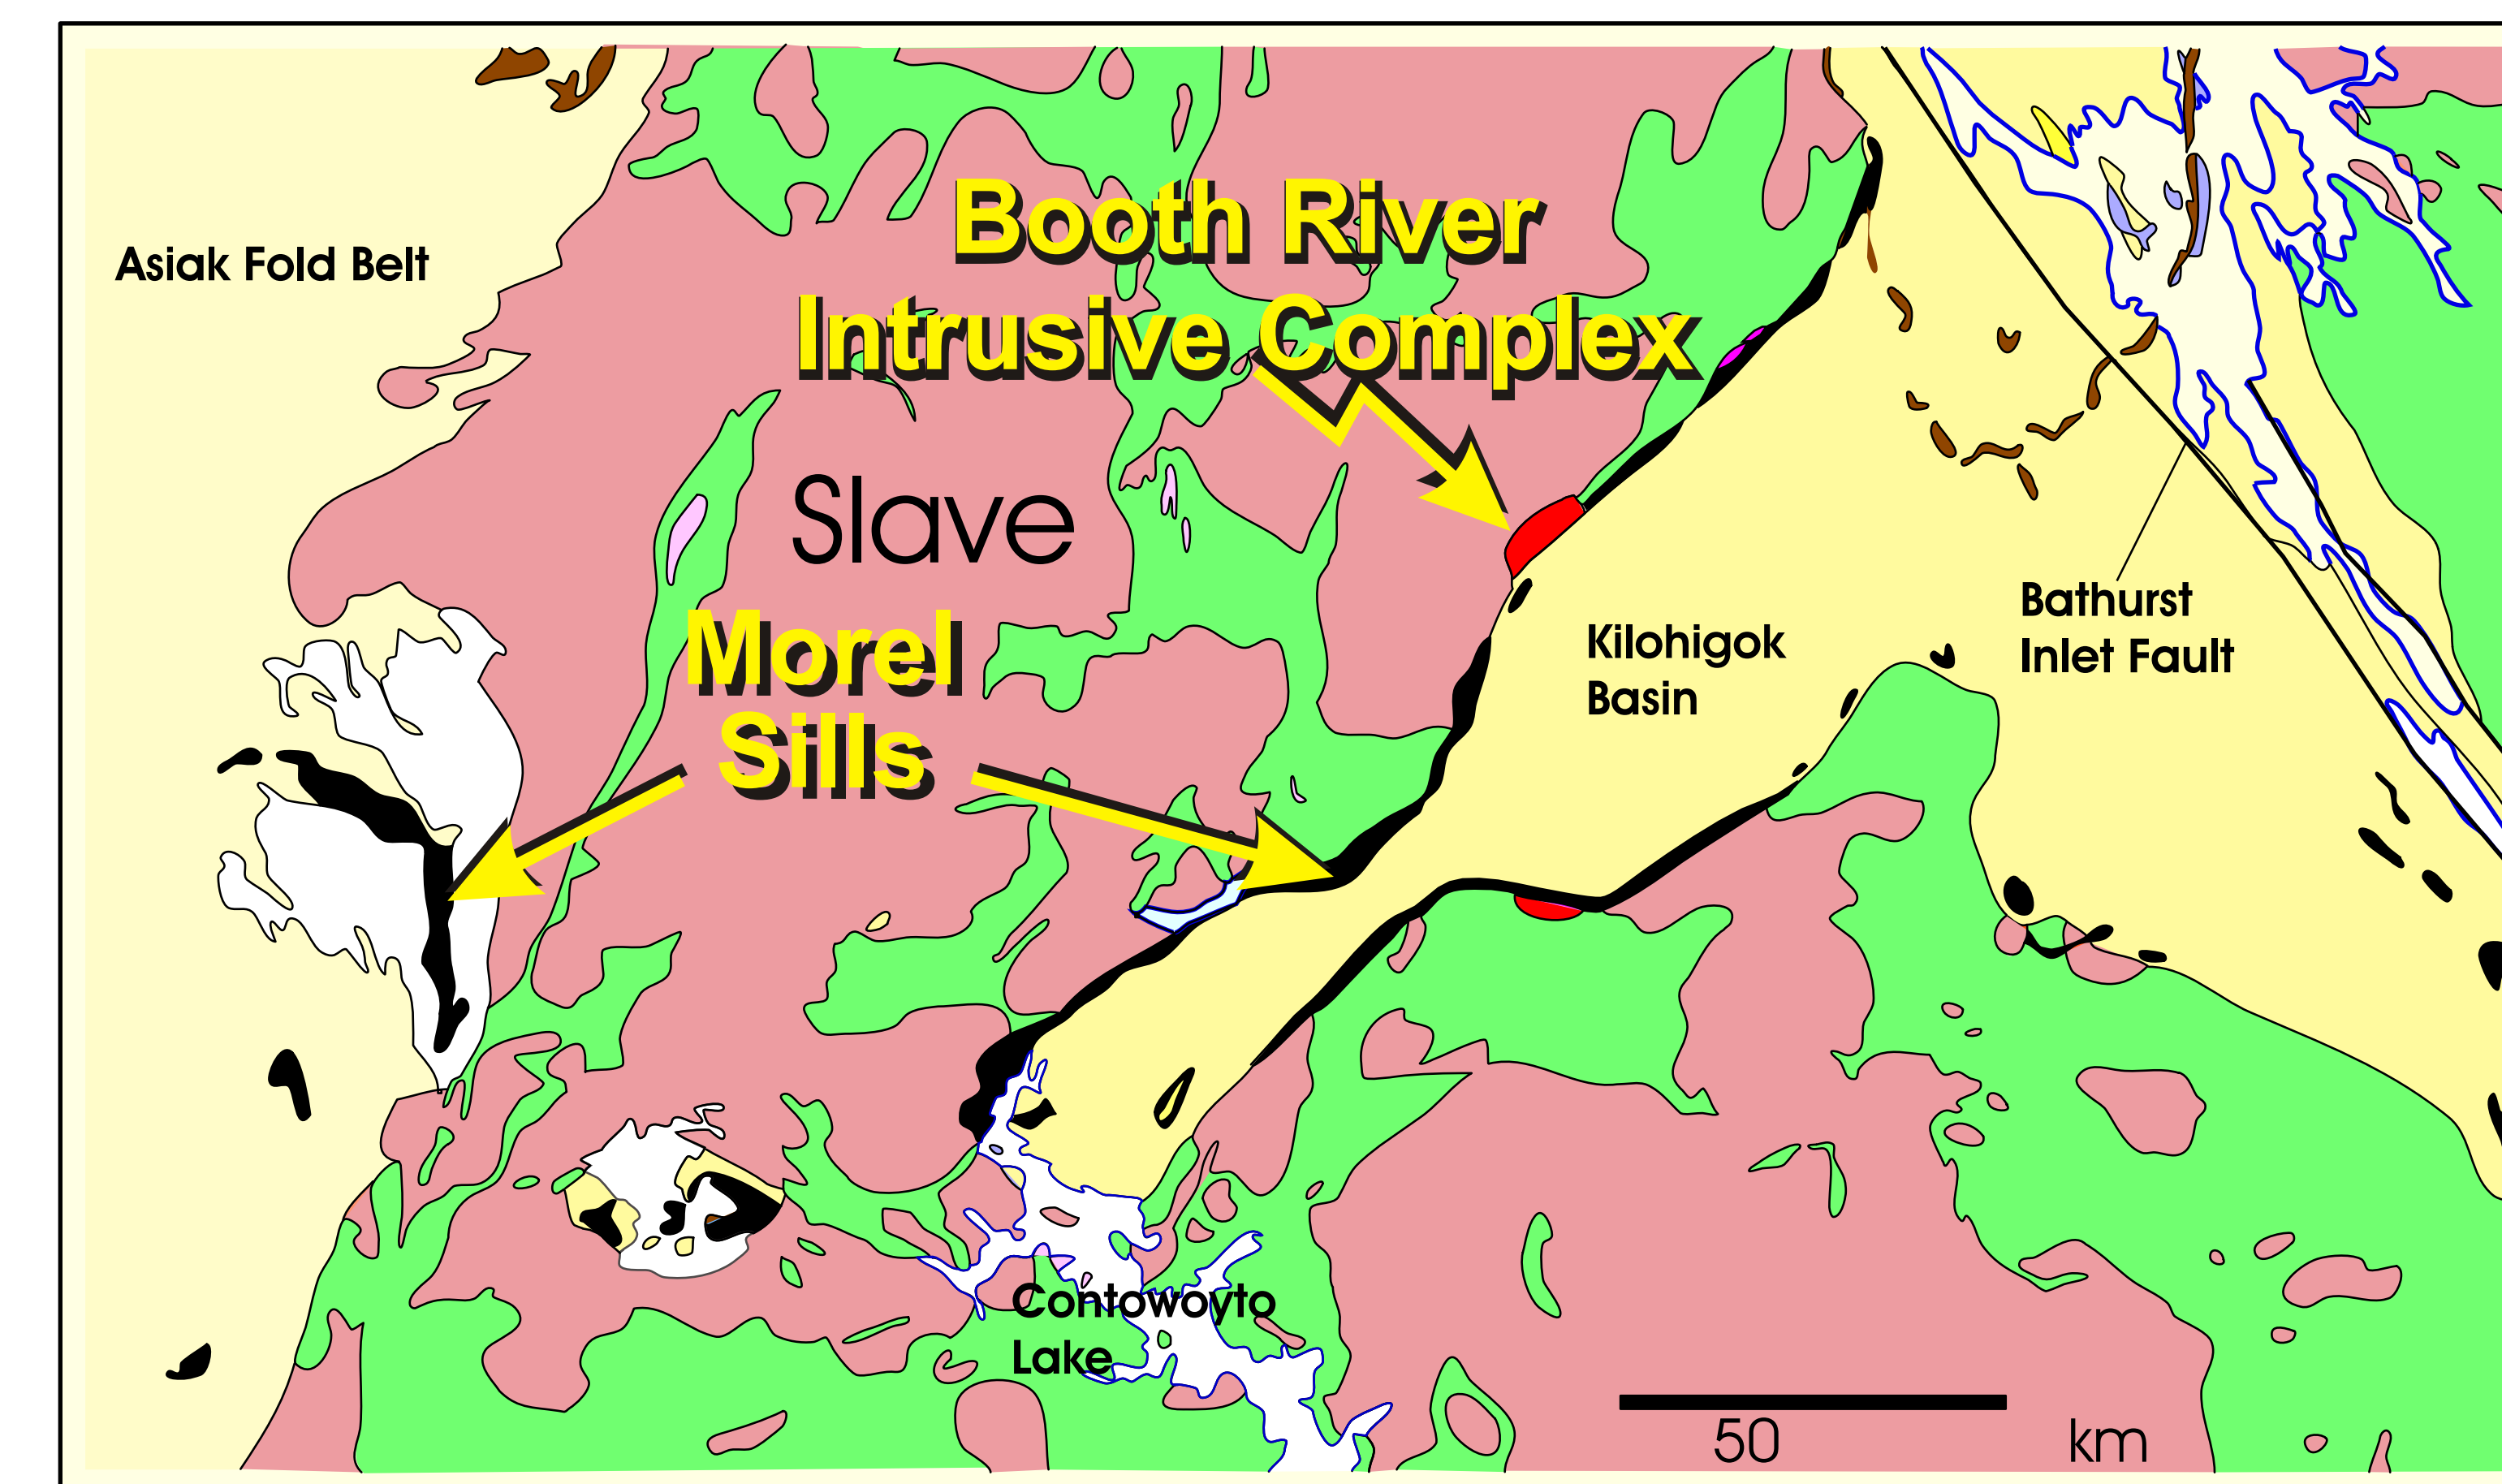 Booth River
Intrusive Complex
Asiak Fold Belt
Slave
Morel
Sills
Kilohigok
Basin
Bathurst
Inlet Fault
Contowoyto
Lake
50 km